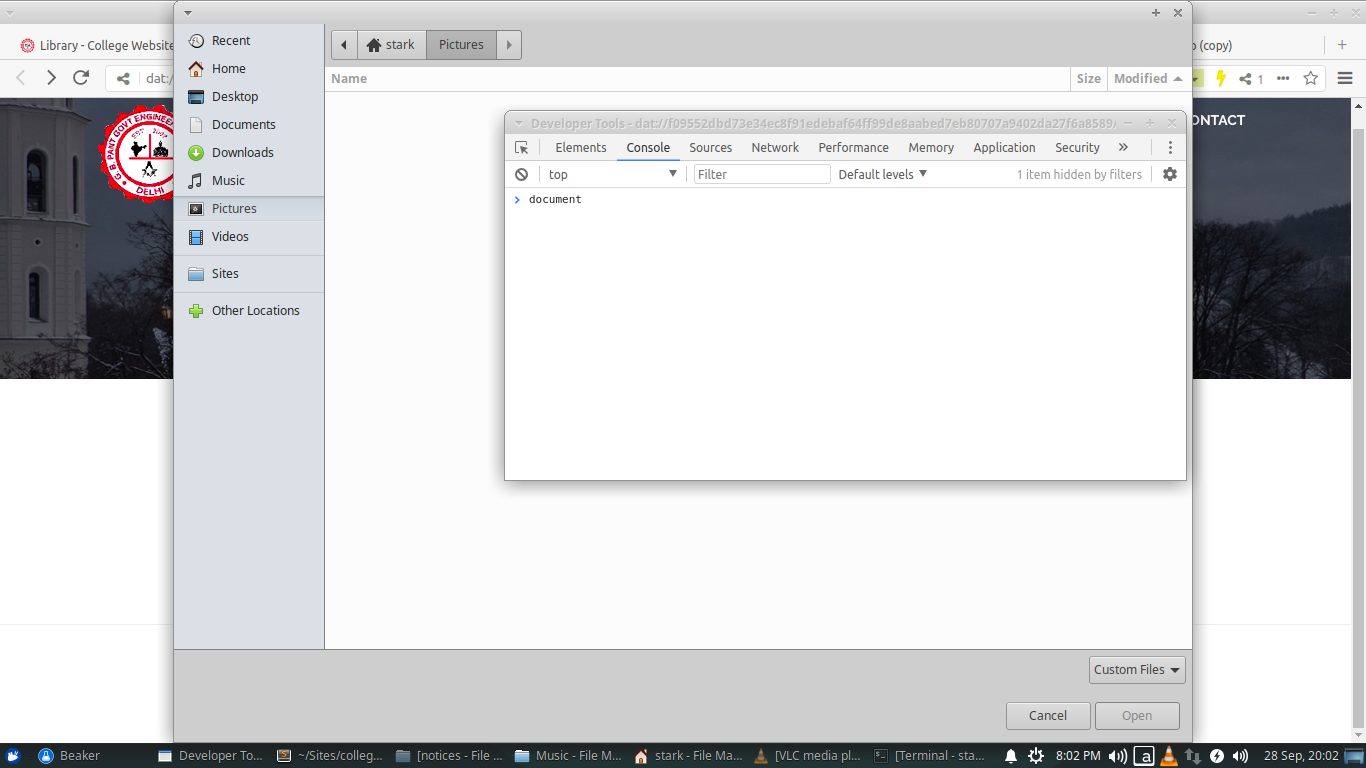 Library - College Website
(copy)
dat:/
1
CONTACT
G. B. PANT GOVT ENGINEE
DELHI
Recent
Home
Desktop
Documents
Downloads
Music
Pictures
Videos
Sites
Other Locations
stark
Pictures
Name
Size
Modified
Developer Tools - dat://f09552dbd73e34ec8f91edebaf64ff99de8aabed7eb80707a9402da27f6a8589/
Elements
Console
Sources
Network
Performance
Memory
Application
Security
top
Filter
Default levels
1 item hidden by filters
document
Custom Files
Cancel
Open
Beaker
Developer To...
~/Sites/colleg...
[notices - File ...
Music - File M...
stark - File Ma...
[VLC media pl...
[Terminal - sta...
8:02 PM
a
28 Sep, 20:02